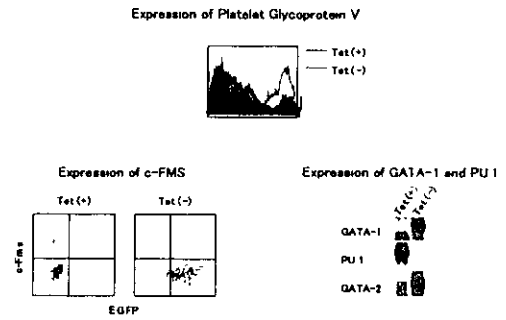 Expression of Platelet Glycoprotein V
Tet(+)
Tet(-)
Expression of c-FMS
Tet(+) Tet(-)
c-Fms
EGFP
Expression of GATA-1 and PU 1
Tet(+) Tet(-)
GATA-1
PU 1
GATA-2